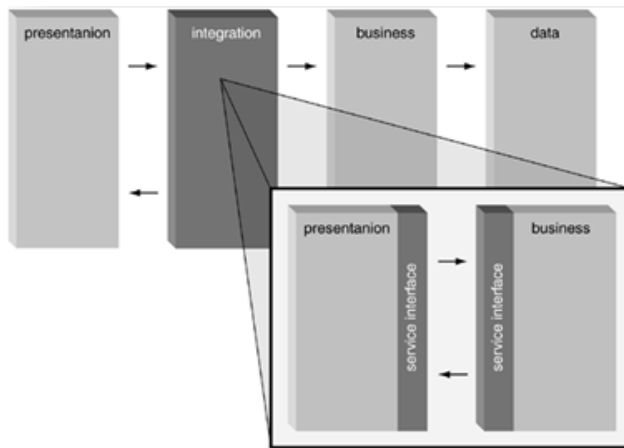 presentanion
integration
business
data
presentanion
service interface
service interface
business